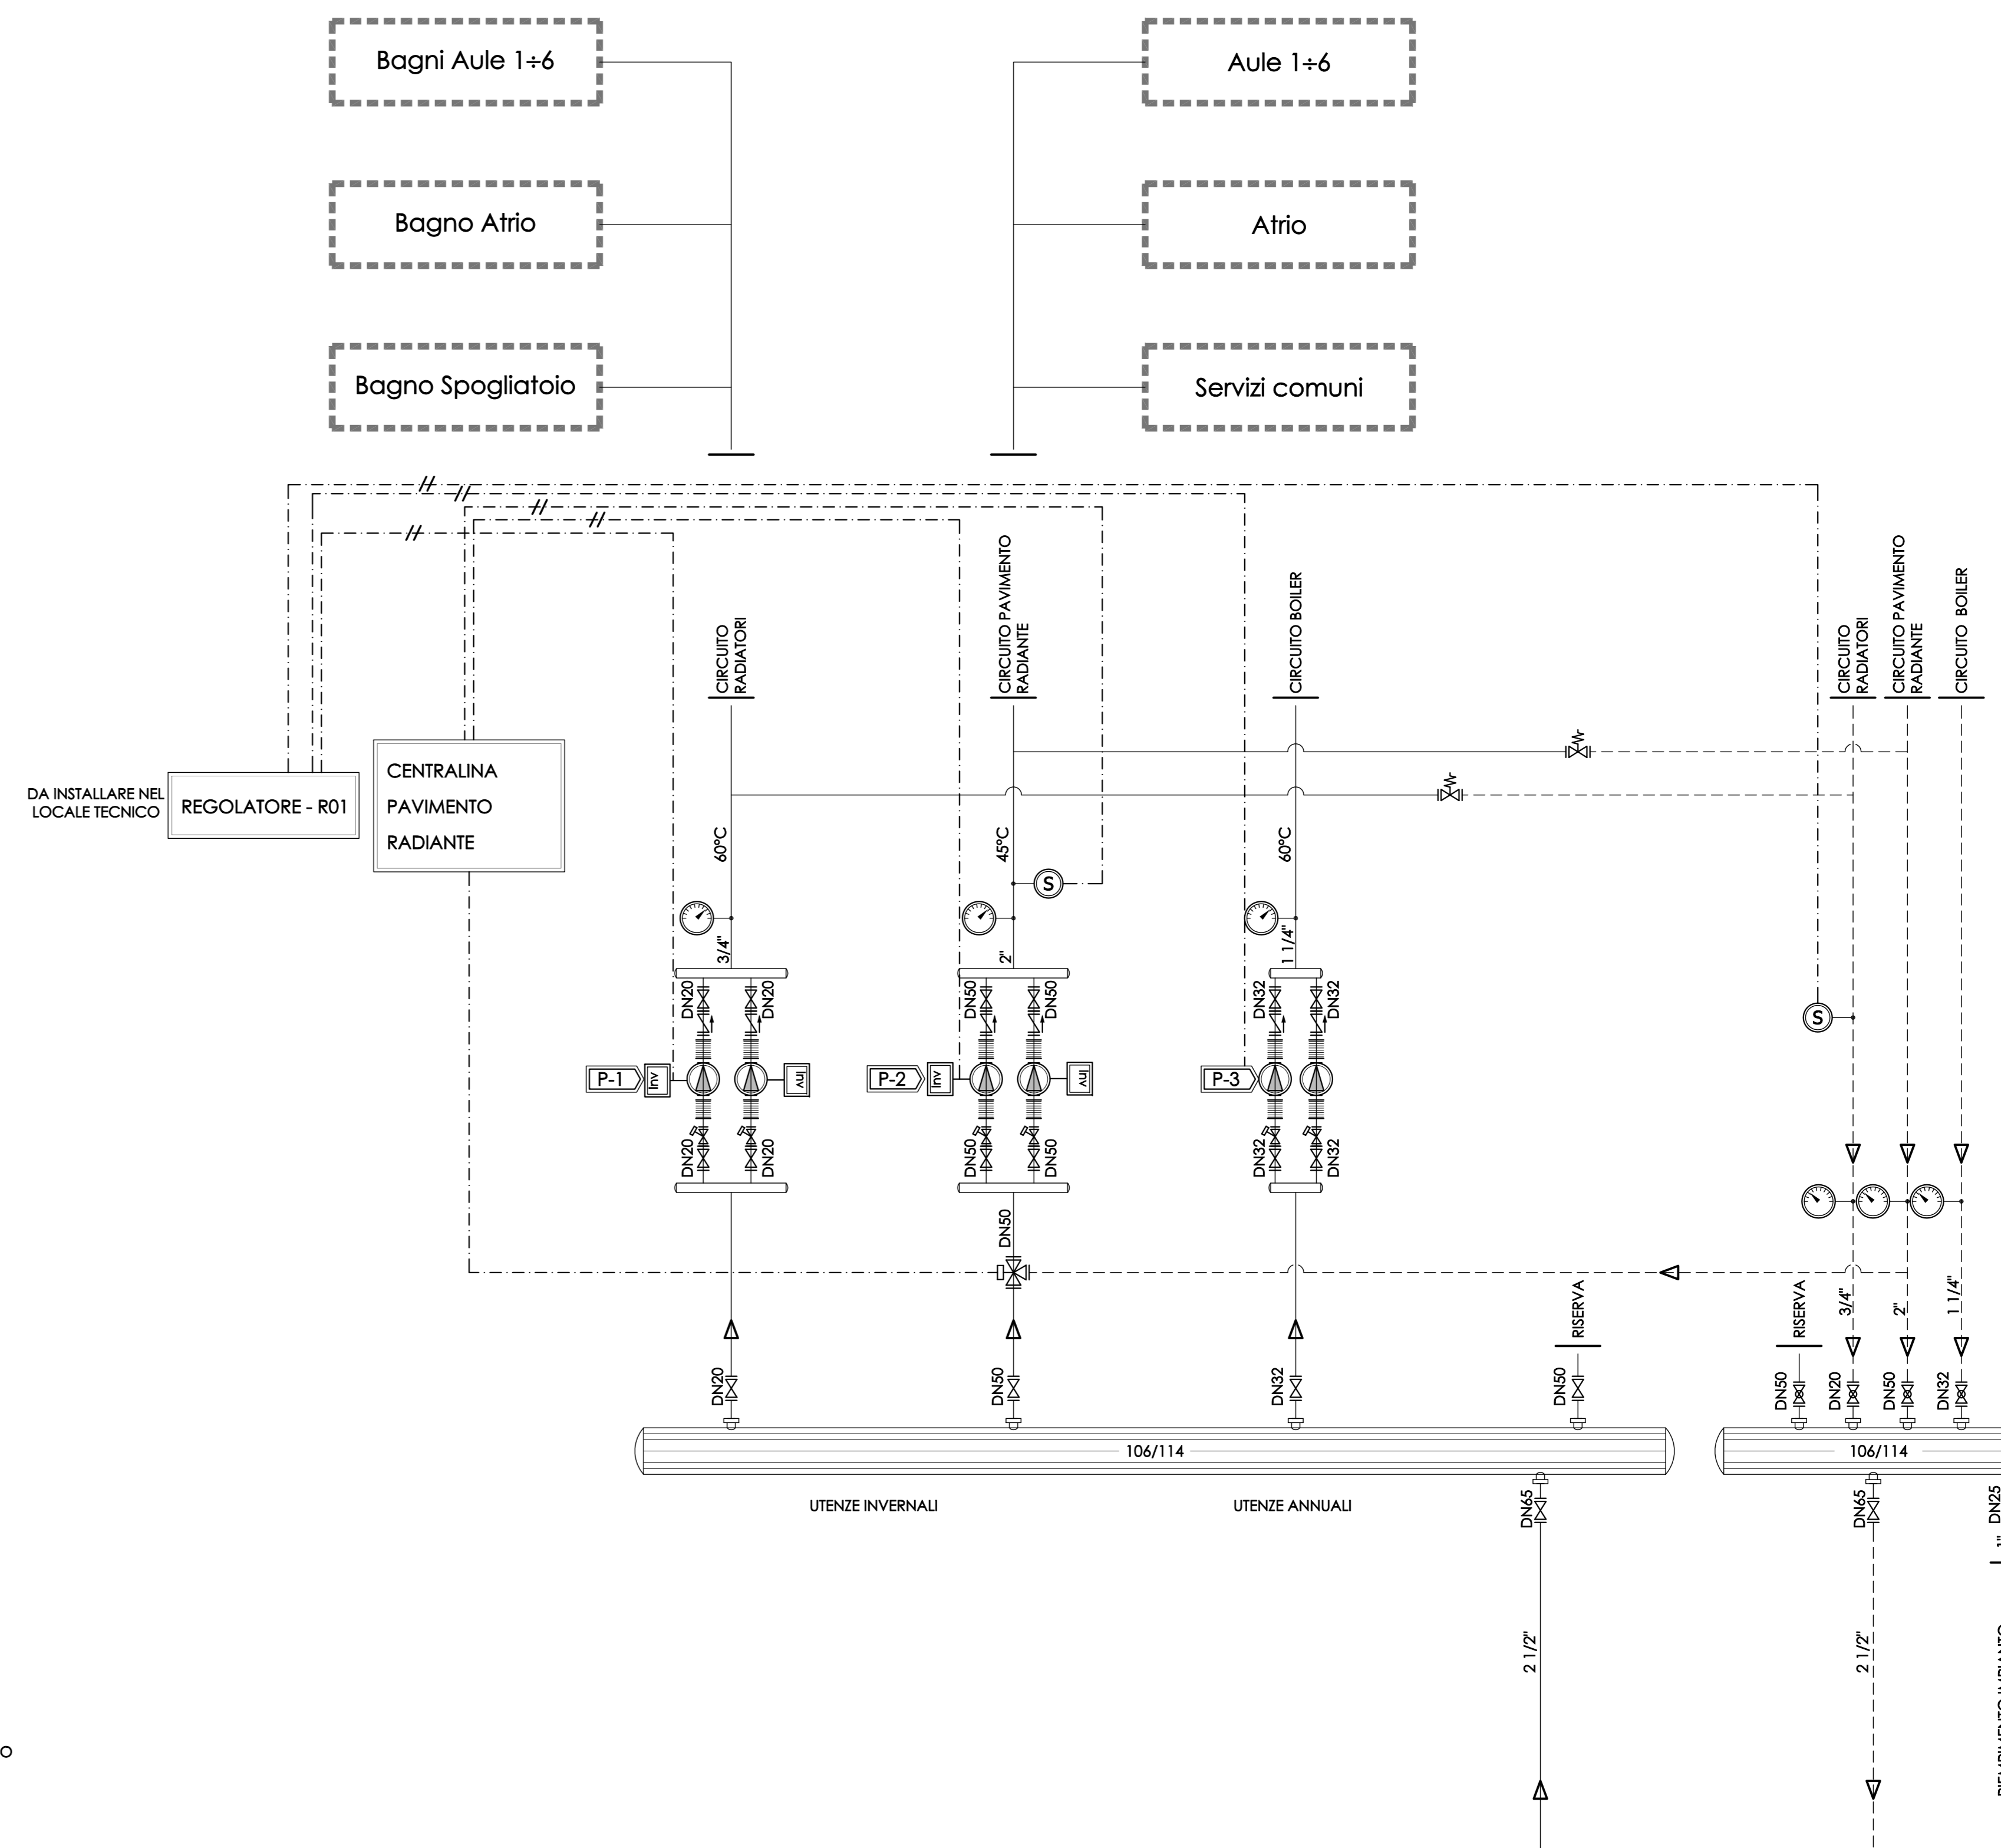 Bagni Aule 1÷6
Aule 1÷6
Bagno Atrio
Atrio
Bagno Spogliatoio
Servizi comuni
CIRCUITO
RADIATORI
CIRCUITO PAVIMENTO
RADIANTE
CIRCUITO BOILER
CIRCUITO
RADIATORI
CIRCUITO PAVIMENTO
RADIANTE
CIRCUITO BOILER
DA INSTALLARE NEL
LOCALE TECNICO
REGOLATORE - R01
CENTRALINA
PAVIMENTO
RADIANTE
60°C
45°C
60°C
S
3/4"
2"
1 1/4"
DN20
DN20
DN50
DN50
DN32
DN32
S
P-1
Inv
Inv
P-2
Inv
Inv
P-3
DN20
DN20
DN50
DN50
DN32
DN32
DN50
RISERVA
RISERVA
3/4"
2"
1 1/4"
DN20
DN50
DN32
DN50
DN50
DN20
DN50
DN32
106/114
106/114
UTENZE INVERNALI
UTENZE ANNUALI
DN65
DN65
DN25
1"
2 1/2"
2 1/2"
RIEMPIMENTO IMPIANTO
O